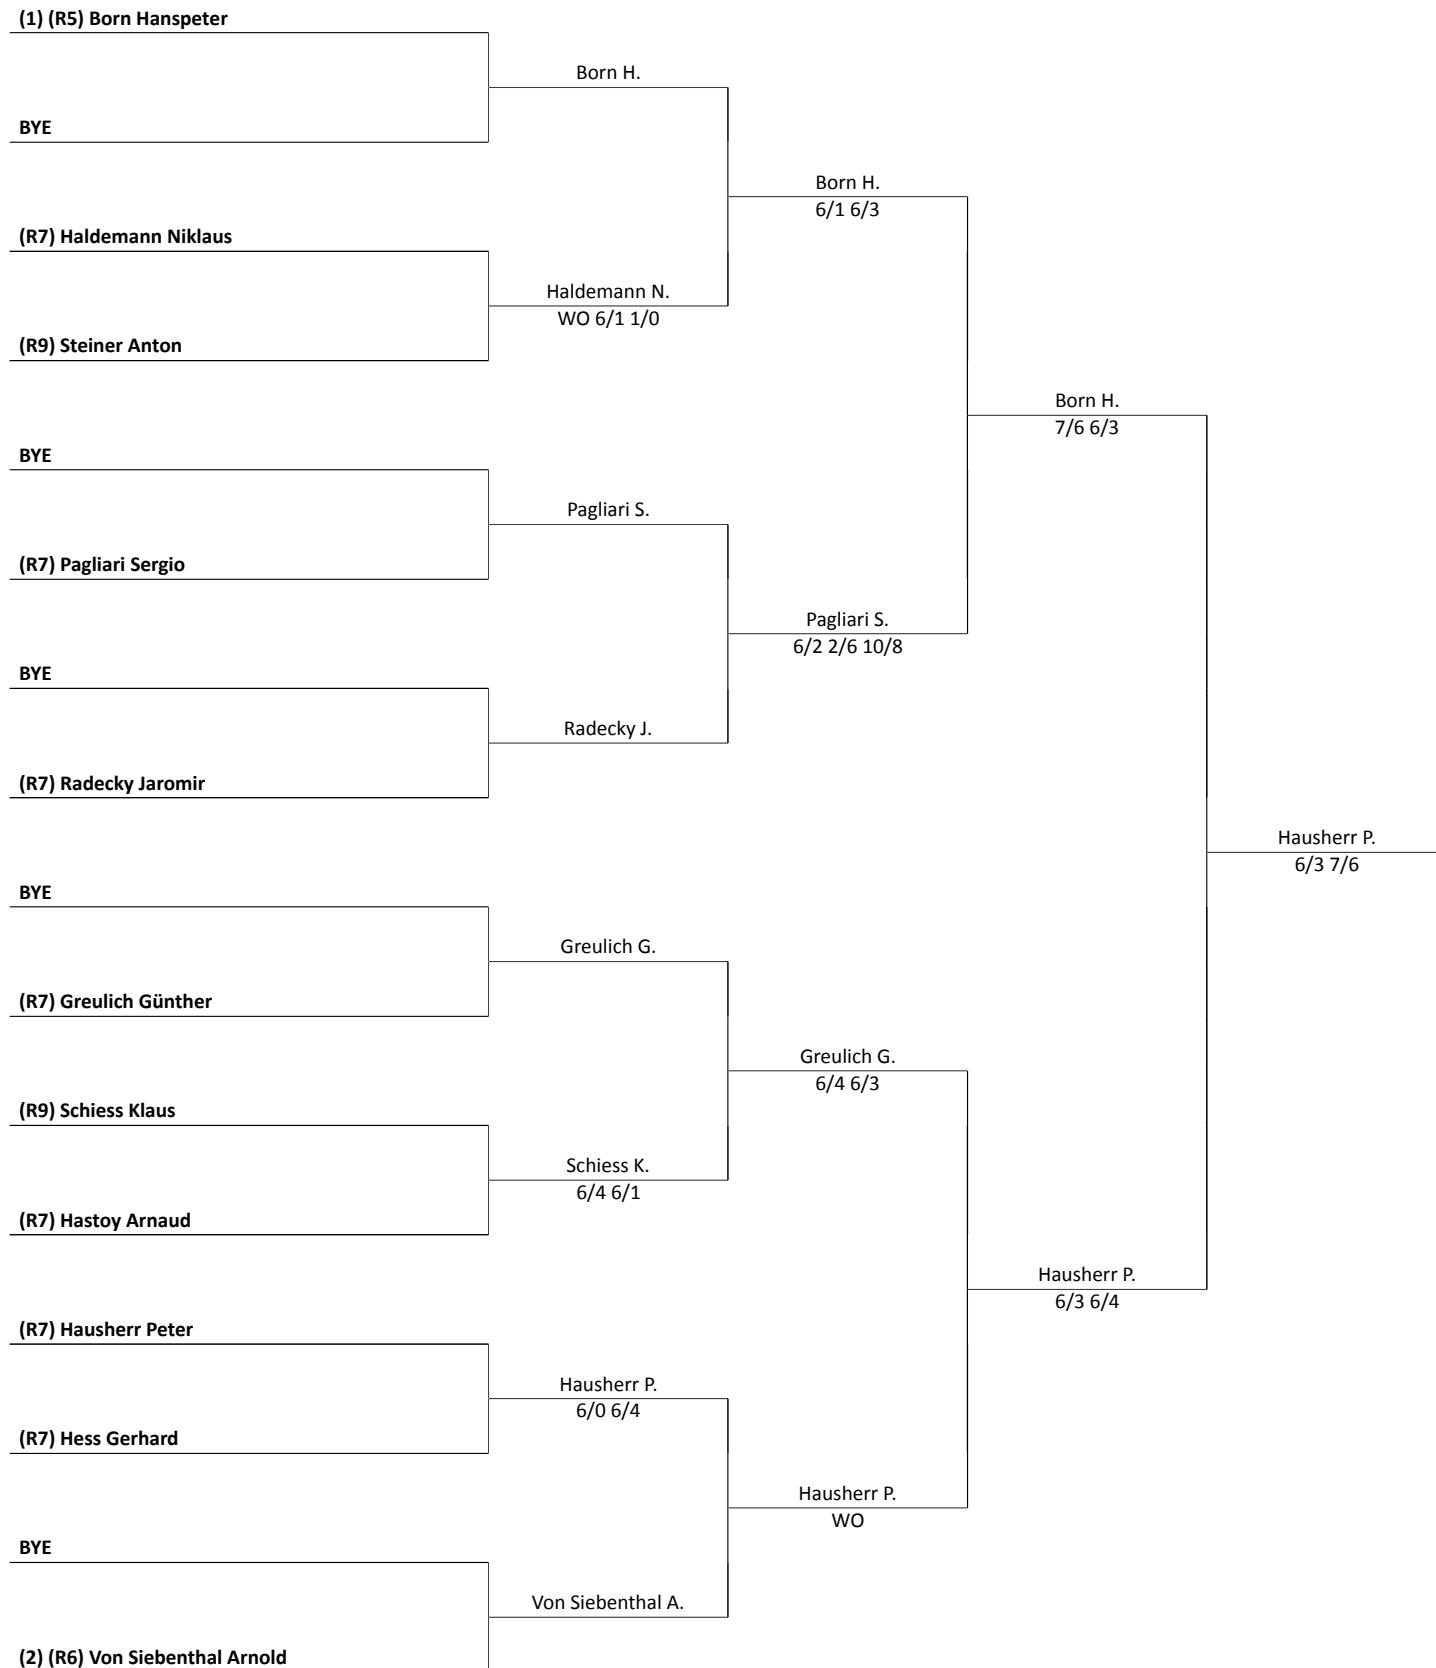 (1) (R5) Born Hanspeter
Born H.
BYE
Born H.
6/1 6/3
(R7) Haldemann Niklaus
Haldemann N.
WO 6/1 1/0
(R9) Steiner Anton
Born H.
7/6 6/3
BYE
Pagliari S.
(R7) Pagliari Sergio
Pagliari S.
6/2 2/6 10/8
BYE
Radecky J.
(R7) Radecky Jaromir
Hausherr P.
6/3 7/6
BYE
Greulich G.
(R7) Greulich Günther
Greulich G.
6/4 6/3
(R9) Schiess Klaus
Schiess K.
6/4 6/1
(R7) Hastoy Arnaud
Hausherr P.
6/3 6/4
(R7) Hausherr Peter
Hausherr P.
6/0 6/4
(R7) Hess Gerhard
Hausherr P.
WO
BYE
Von Siebenthal A.
(2) (R6) Von Siebenthal Arnold